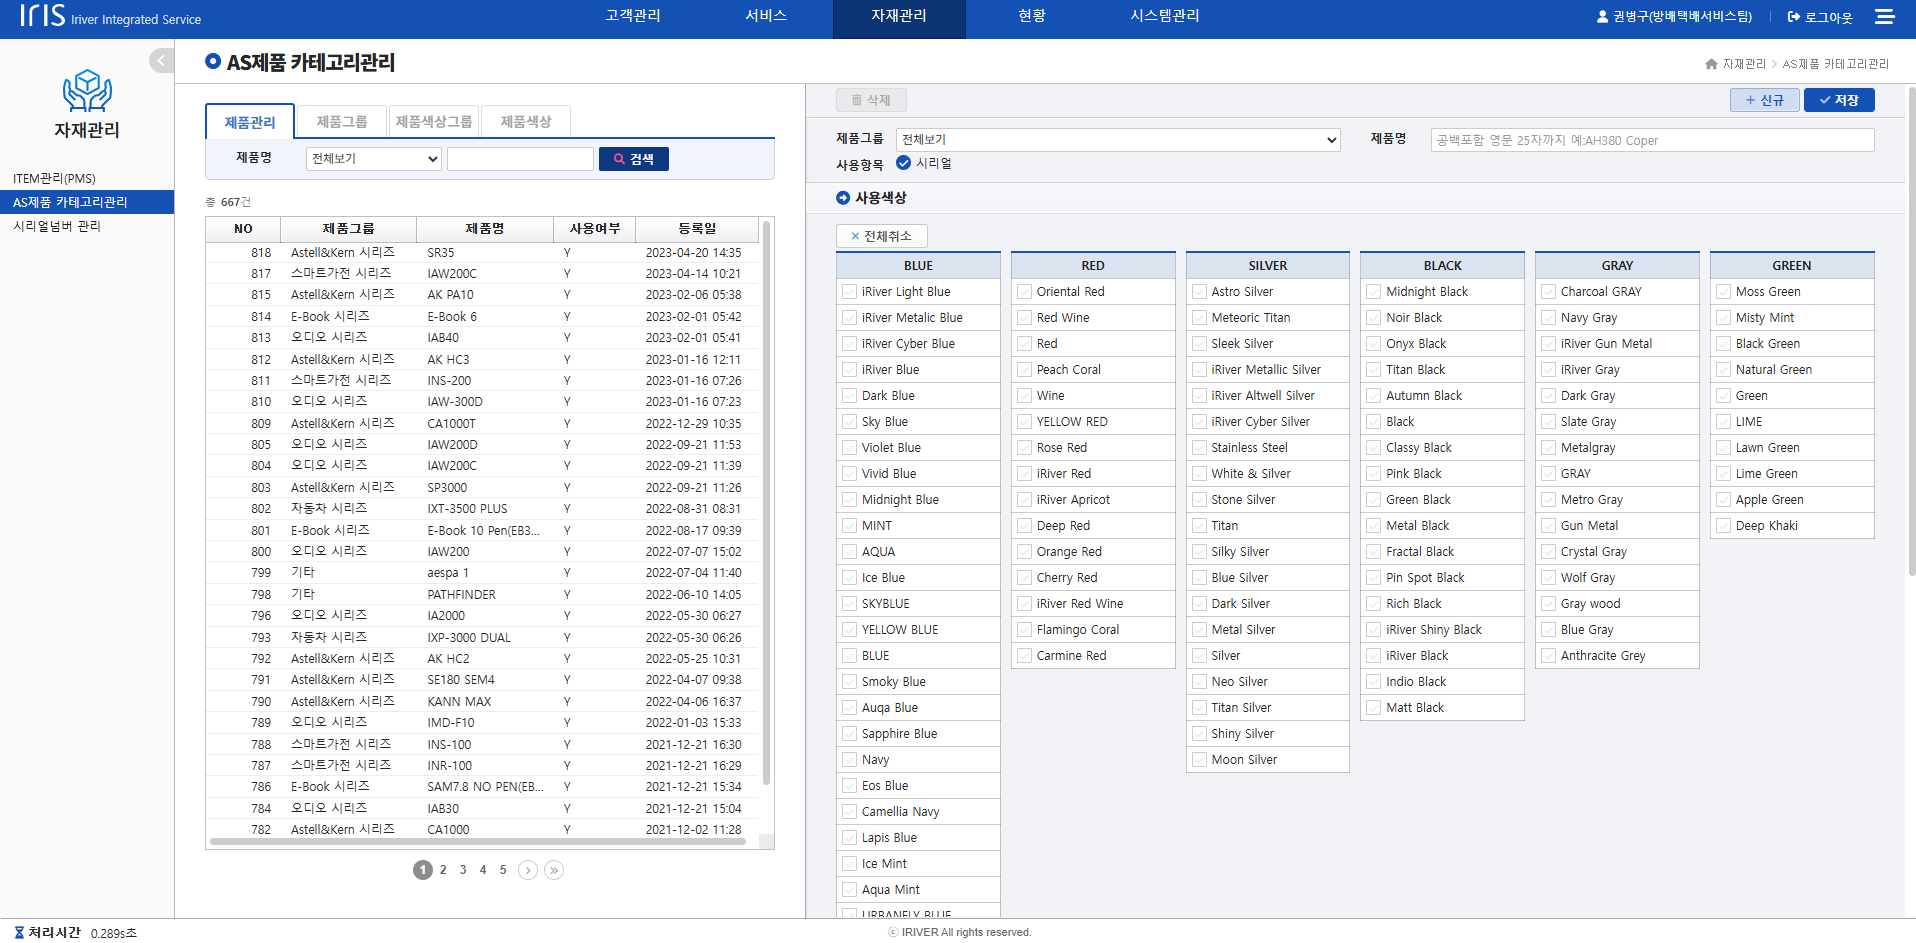 IRIS Iriver Integrated Service
고객관리 서비스 자재관리 현황 시스템관리
권병구(방배택배서비스팀) 로그아웃
자재관리
ITEM관리(PMS)
AS제품 카테고리관리
시리얼넘버 관리
AS제품 카테고리관리
자재관리 > AS제품 카테고리관리
제품관리 제품그룹 제품색상그룹 제품색상
제품명 전체보기 검색
총 667건
NO 제품그룹 제품명 사용여부 등록일
818 Astell&Kern 시리즈 SR35 Y 2023-04-20 14:35
817 스마트가전 시리즈 IAW200C Y 2023-04-14 10:21
815 Astell&Kern 시리즈 AK PA10 Y 2023-02-06 05:38
814 E-Book 시리즈 E-Book 6 Y 2023-02-01 05:42
813 오디오 시리즈 IAB40 Y 2023-02-01 05:41
812 Astell&Kern 시리즈 AK HC3 Y 2023-01-16 12:11
811 스마트가전 시리즈 INS-200 Y 2023-01-16 07:26
810 오디오 시리즈 IAW-300D Y 2023-01-16 07:23
809 Astell&Kern 시리즈 CA1000T Y 2022-12-29 10:35
805 오디오 시리즈 IAW200D Y 2022-09-21 11:53
804 오디오 시리즈 IAW200C Y 2022-09-21 11:39
803 Astell&Kern 시리즈 SP3000 Y 2022-09-21 11:26
802 자동차 시리즈 IXT-3500 PLUS Y 2022-08-31 08:31
801 E-Book 시리즈 E-Book 10 Pen(EB3... Y 2022-08-17 09:39
800 오디오 시리즈 IAW200 Y 2022-07-07 15:02
799 기타 aespa 1 Y 2022-07-04 11:40
798 기타 PATHFINDER Y 2022-06-10 14:05
796 오디오 시리즈 IA2000 Y 2022-05-30 06:27
793 자동차 시리즈 IXP-3000 DUAL Y 2022-05-30 06:26
792 Astell&Kern 시리즈 AK HC2 Y 2022-05-25 10:31
791 Astell&Kern 시리즈 SE180 SEM4 Y 2022-04-07 09:38
790 Astell&Kern 시리즈 KANN MAX Y 2022-04-06 16:37
789 오디오 시리즈 IMD-F10 Y 2022-01-03 15:33
788 스마트가전 시리즈 INS-100 Y 2021-12-21 16:30
787 스마트가전 시리즈 INR-100 Y 2021-12-21 16:29
786 E-Book 시리즈 SAM7.8 NO PEN(EB... Y 2021-12-21 15:34
784 오디오 시리즈 IAB30 Y 2021-12-21 15:04
782 Astell&Kern 시리즈 CA1000 Y 2021-12-02 11:28
1 2 3 4 5 › »
삭제 + 신규 저장
제품그룹 전체보기 제품명 공백포함 영문 25자까지 예:AH380 Coper
사용항목 시리얼
사용색상
× 전체취소
BLUE
iRiver Light Blue
iRiver Metalic Blue
iRiver Cyber Blue
iRiver Blue
Dark Blue
Sky Blue
Violet Blue
Vivid Blue
Midnight Blue
MINT
AQUA
Ice Blue
SKYBLUE
YELLOW BLUE
BLUE
Smoky Blue
Auqa Blue
Sapphire Blue
Navy
Eos Blue
Camellia Navy
Lapis Blue
Ice Mint
Aqua Mint
URBANELY BLUE
RED
Oriental Red
Red Wine
Red
Peach Coral
Wine
YELLOW RED
Rose Red
iRiver Red
iRiver Apricot
Deep Red
Orange Red
Cherry Red
iRiver Red Wine
Flamingo Coral
Carmine Red
SILVER
Astro Silver
Meteoric Titan
Sleek Silver
iRiver Metallic Silver
iRiver Altwell Silver
iRiver Cyber Silver
Stainless Steel
White & Silver
Stone Silver
Titan
Silky Silver
Blue Silver
Dark Silver
Metal Silver
Silver
Neo Silver
Titan Silver
Shiny Silver
Moon Silver
BLACK
Midnight Black
Noir Black
Onyx Black
Titan Black
Autumn Black
Black
Classy Black
Pink Black
Green Black
Metal Black
Fractal Black
Pin Spot Black
Rich Black
iRiver Shiny Black
iRiver Black
Indio Black
Matt Black
GRAY
Charcoal GRAY
Navy Gray
iRiver Gun Metal
iRiver Gray
Dark Gray
Slate Gray
Metalgray
GRAY
Metro Gray
Gun Metal
Crystal Gray
Wolf Gray
Gray wood
Blue Gray
Anthracite Grey
GREEN
Moss Green
Misty Mint
Black Green
Natural Green
Green
LIME
Lawn Green
Lime Green
Apple Green
Deep Khaki
처리시간 0.289s초
ⓒ IRIVER All rights reserved.